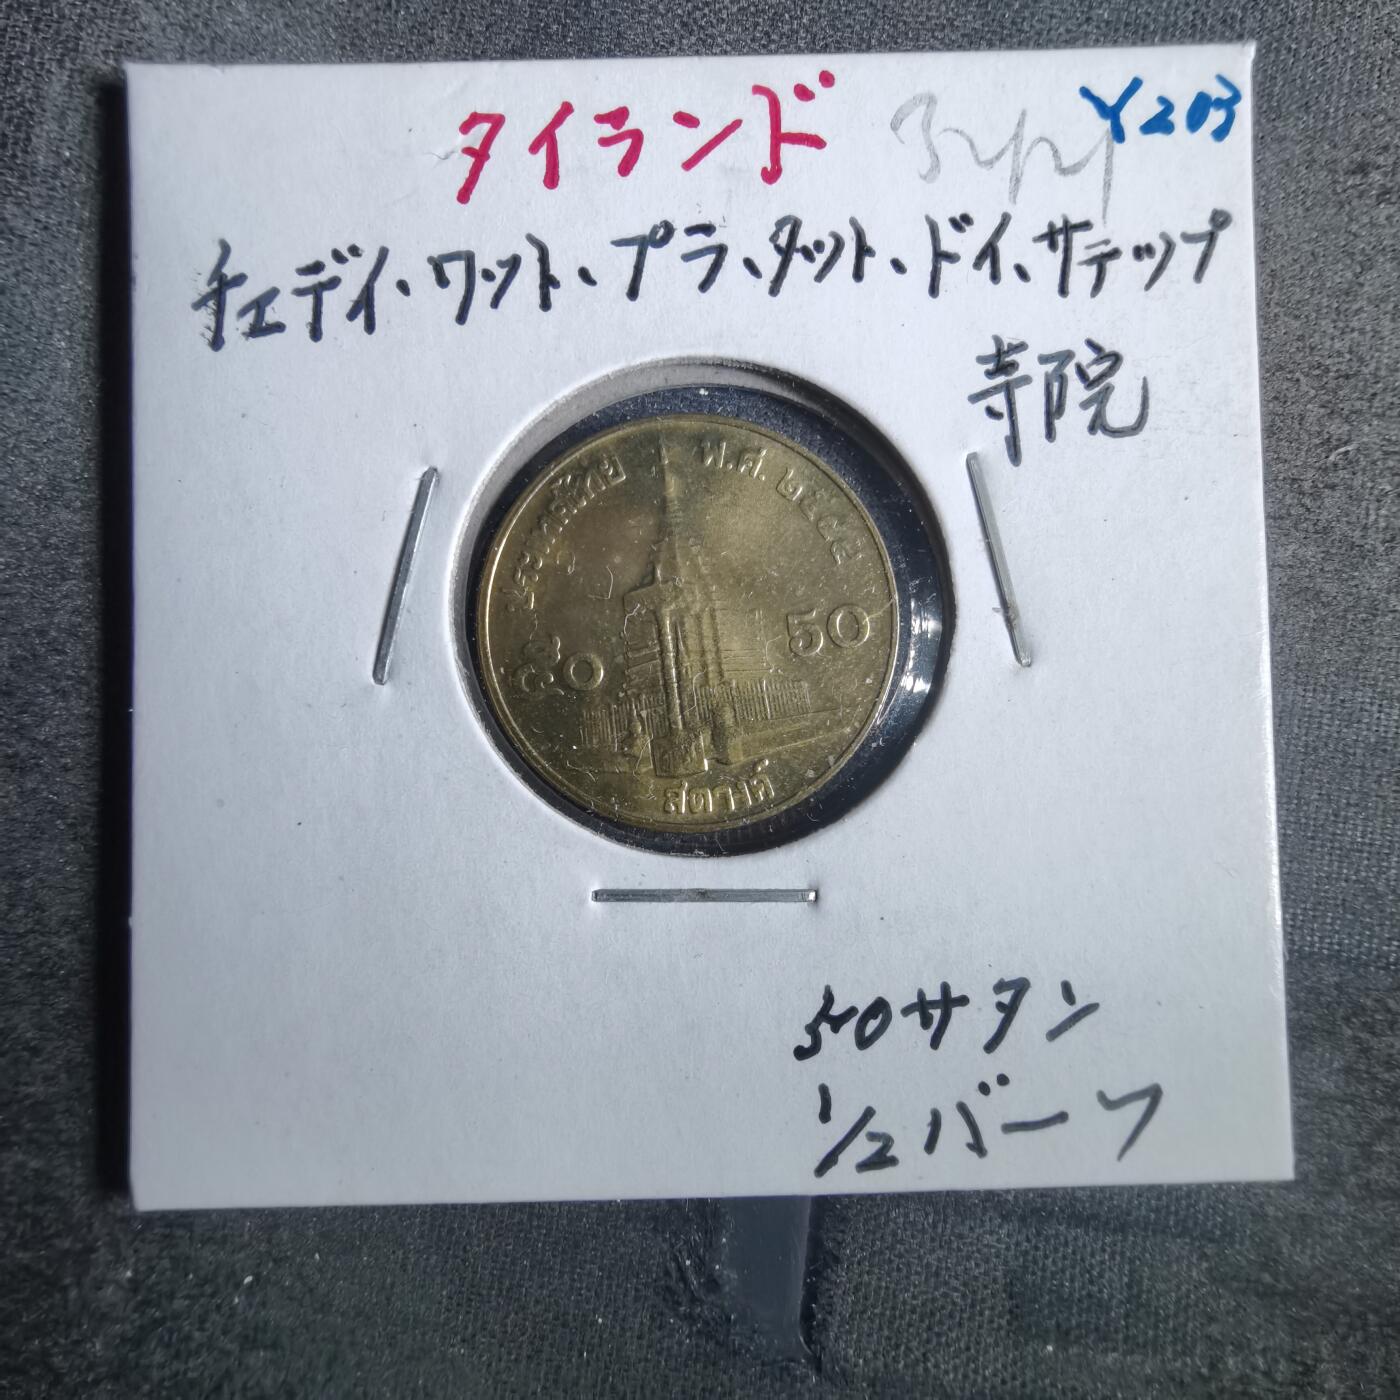 タイランド
Y203
チェディ、ワット、プラ、タット、ドイ、サテップ
寺院
ประเทศไทย พ.ศ. ๒๕๔๕
๕๐ 50
สตางค์
50サタン
1/2バーツ